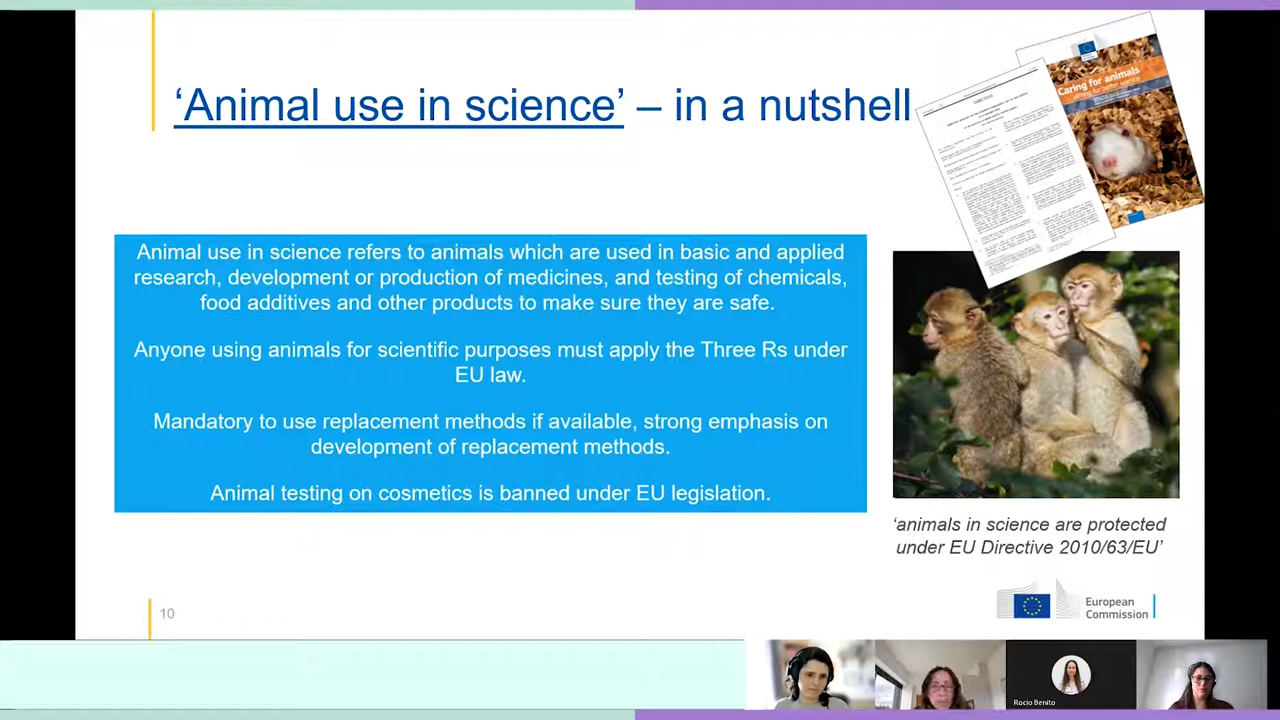 ‘Animal use in science’ – in a nutshell
Caring for animals
Animal use in science refers to animals which are used in basic and applied
research, development or production of medicines, and testing of chemicals,
food additives and other products to make sure they are safe.
Anyone using animals for scientific purposes must apply the Three Rs under
EU law.
Mandatory to use replacement methods if available, strong emphasis on
development of replacement methods.
Animal testing on cosmetics is banned under EU legislation.
‘animals in science are protected
under EU Directive 2010/63/EU’
10
European
Commission
Rocio Benito